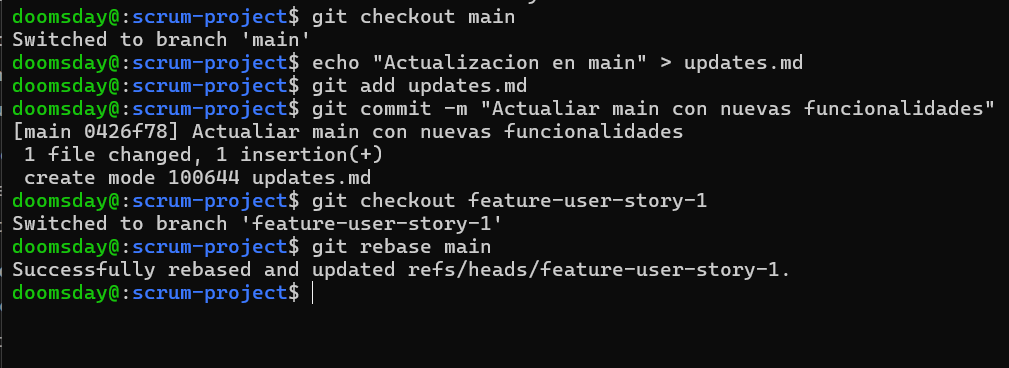 doomsday@:scrum-project$ git checkout main
Switched to branch 'main'
doomsday@:scrum-project$ echo "Actualizacion en main" > updates.md
doomsday@:scrum-project$ git add updates.md
doomsday@:scrum-project$ git commit -m "Actualiar main con nuevas funcionalidades"
[main 0426f78] Actualiar main con nuevas funcionalidades
 1 file changed, 1 insertion(+)
 create mode 100644 updates.md
doomsday@:scrum-project$ git checkout feature-user-story-1
Switched to branch 'feature-user-story-1'
doomsday@:scrum-project$ git rebase main
Successfully rebased and updated refs/heads/feature-user-story-1.
doomsday@:scrum-project$